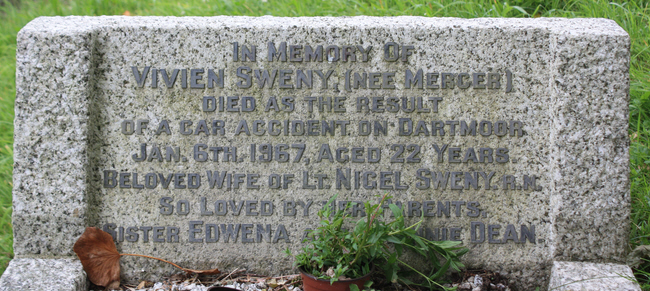 In Memory Of
Vivien Sweny, (nee Mercer)
died as the result
of a car accident on Dartmoor
Jan. 6th. 1967, Aged 22 Years.
Beloved Wife of Lt. Nigel Sweny. R.N.
So Loved by Her Parents.
Sister Edwena Dean.